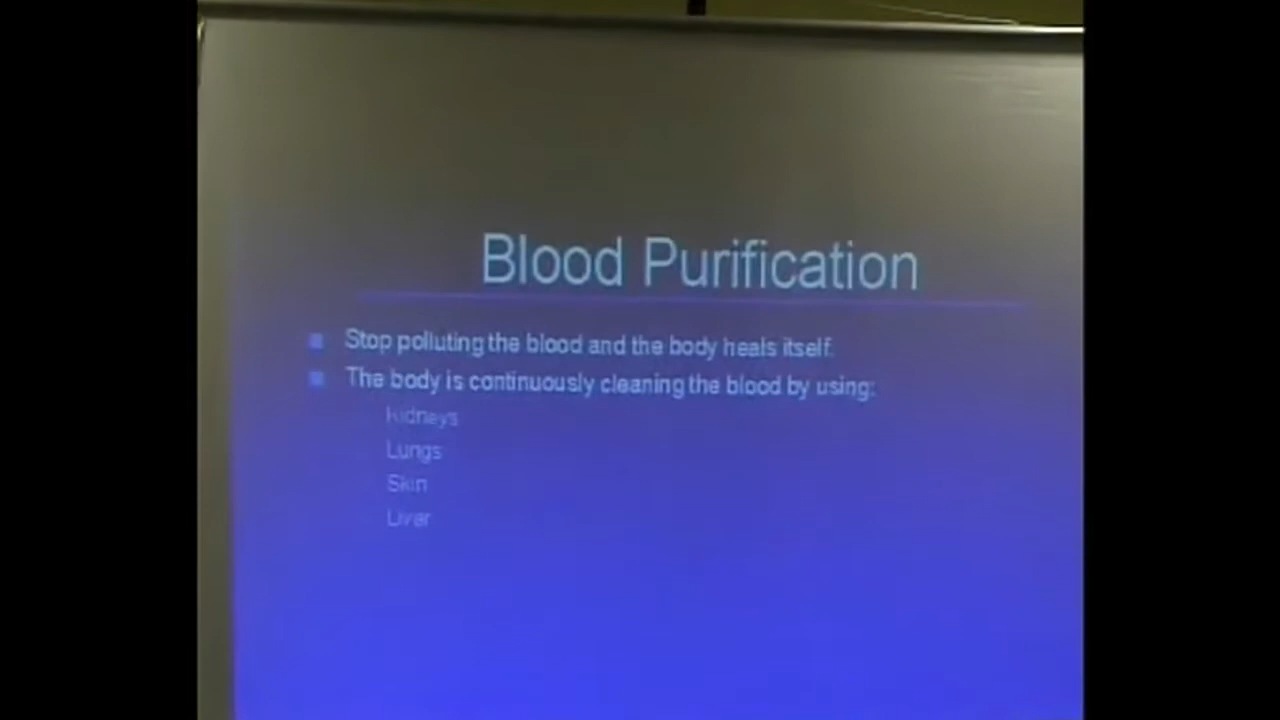 Blood Purification
Stop polluting the blood and the body heals itself.
The body is continuously cleaning the blood by using:
Kidneys
Lungs
Skin
Liver